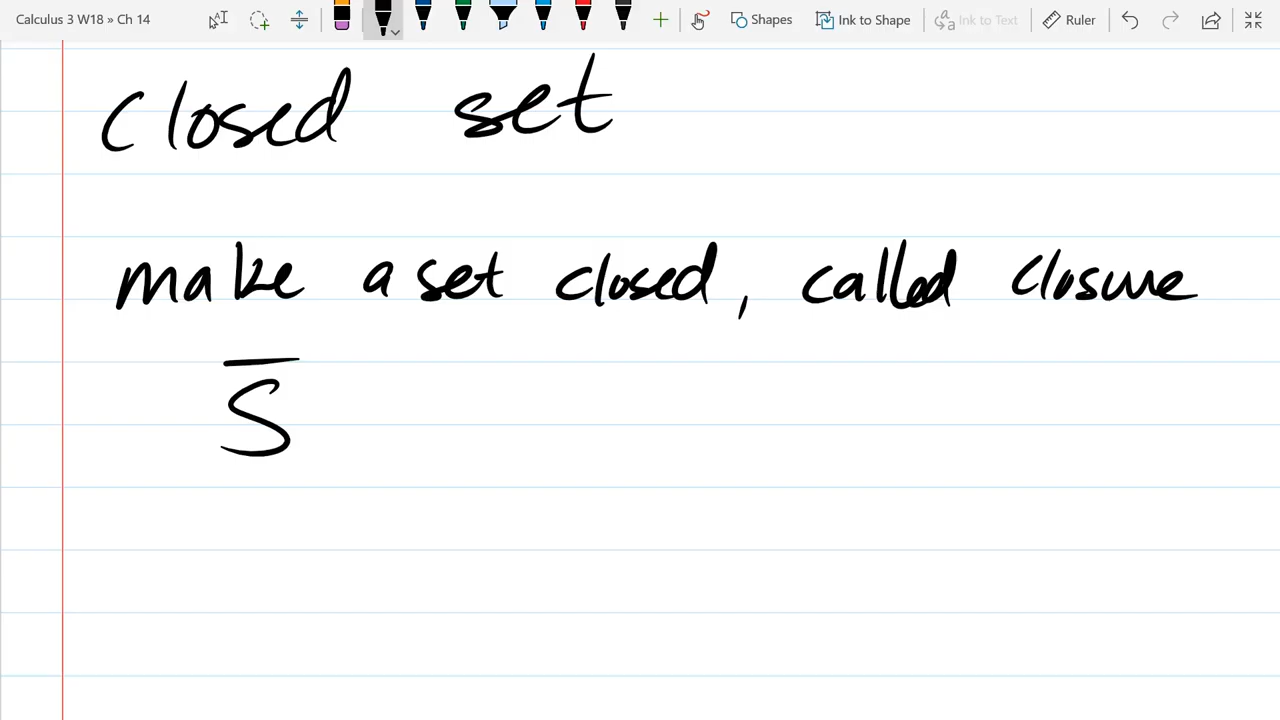 Calculus 3 W18 » Ch 14
Shapes
Ink to Shape
Ink to Text
Ruler
closed set
make a set closed, called closure
S̅